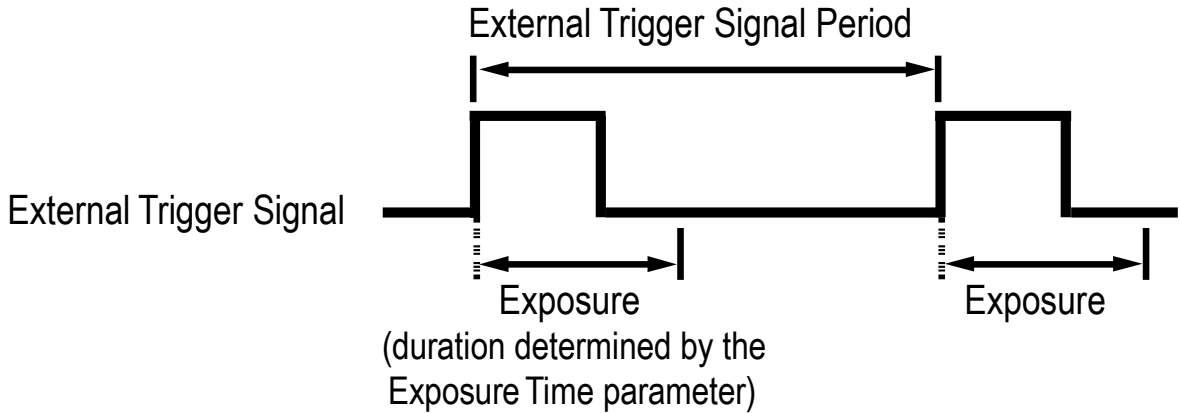 External Trigger Signal Period
External Trigger Signal
Exposure
(duration determined by the
Exposure Time parameter)
Exposure